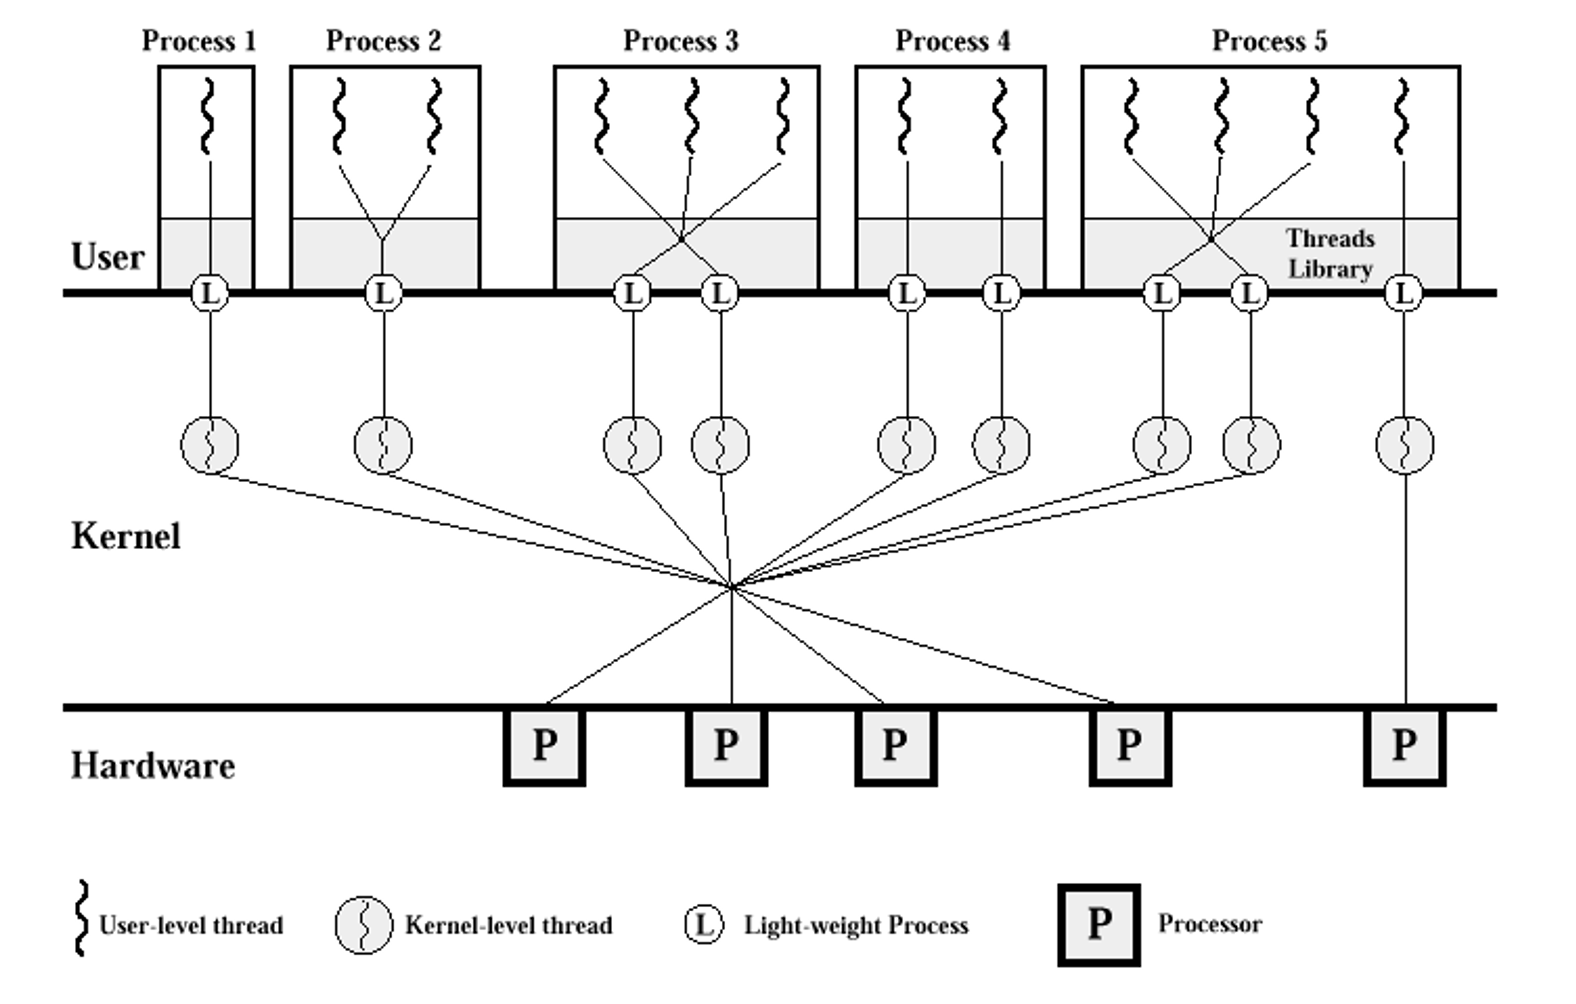 Process 1 Process 2 Process 3 Process 4 Process 5
Threads
Library
User
L L L L L L L L L
Kernel
P P P P P
Hardware
User-level thread Kernel-level thread L Light-weight Process P Processor